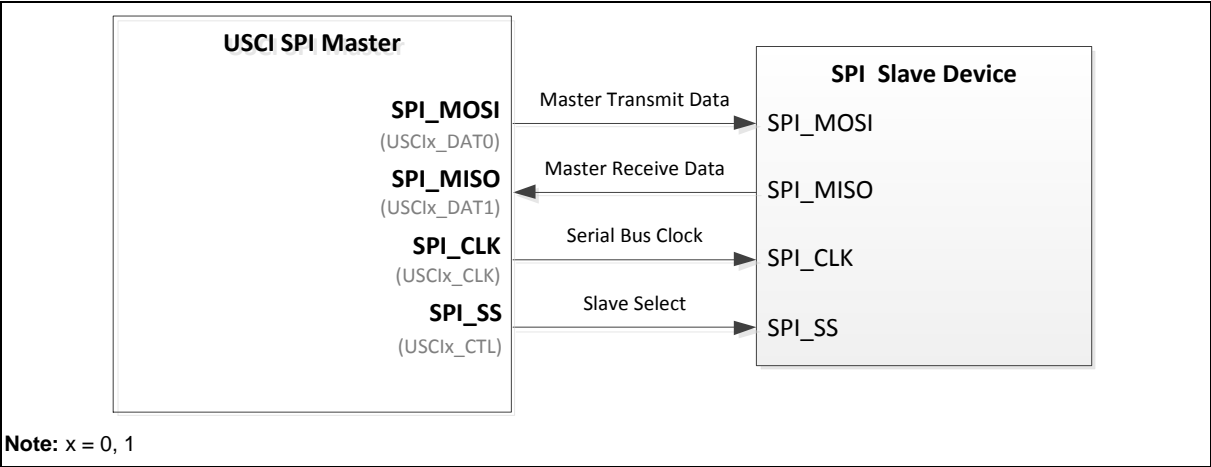 USCI SPI Master
SPI_MOSI
(USCIx_DAT0)
SPI_MISO
(USCIx_DAT1)
SPI_CLK
(USCIx_CLK)
SPI_SS
(USCIx_CTL)
Master Transmit Data
Master Receive Data
Serial Bus Clock
Slave Select
SPI Slave Device
SPI_MOSI
SPI_MISO
SPI_CLK
SPI_SS
Note: x = 0, 1